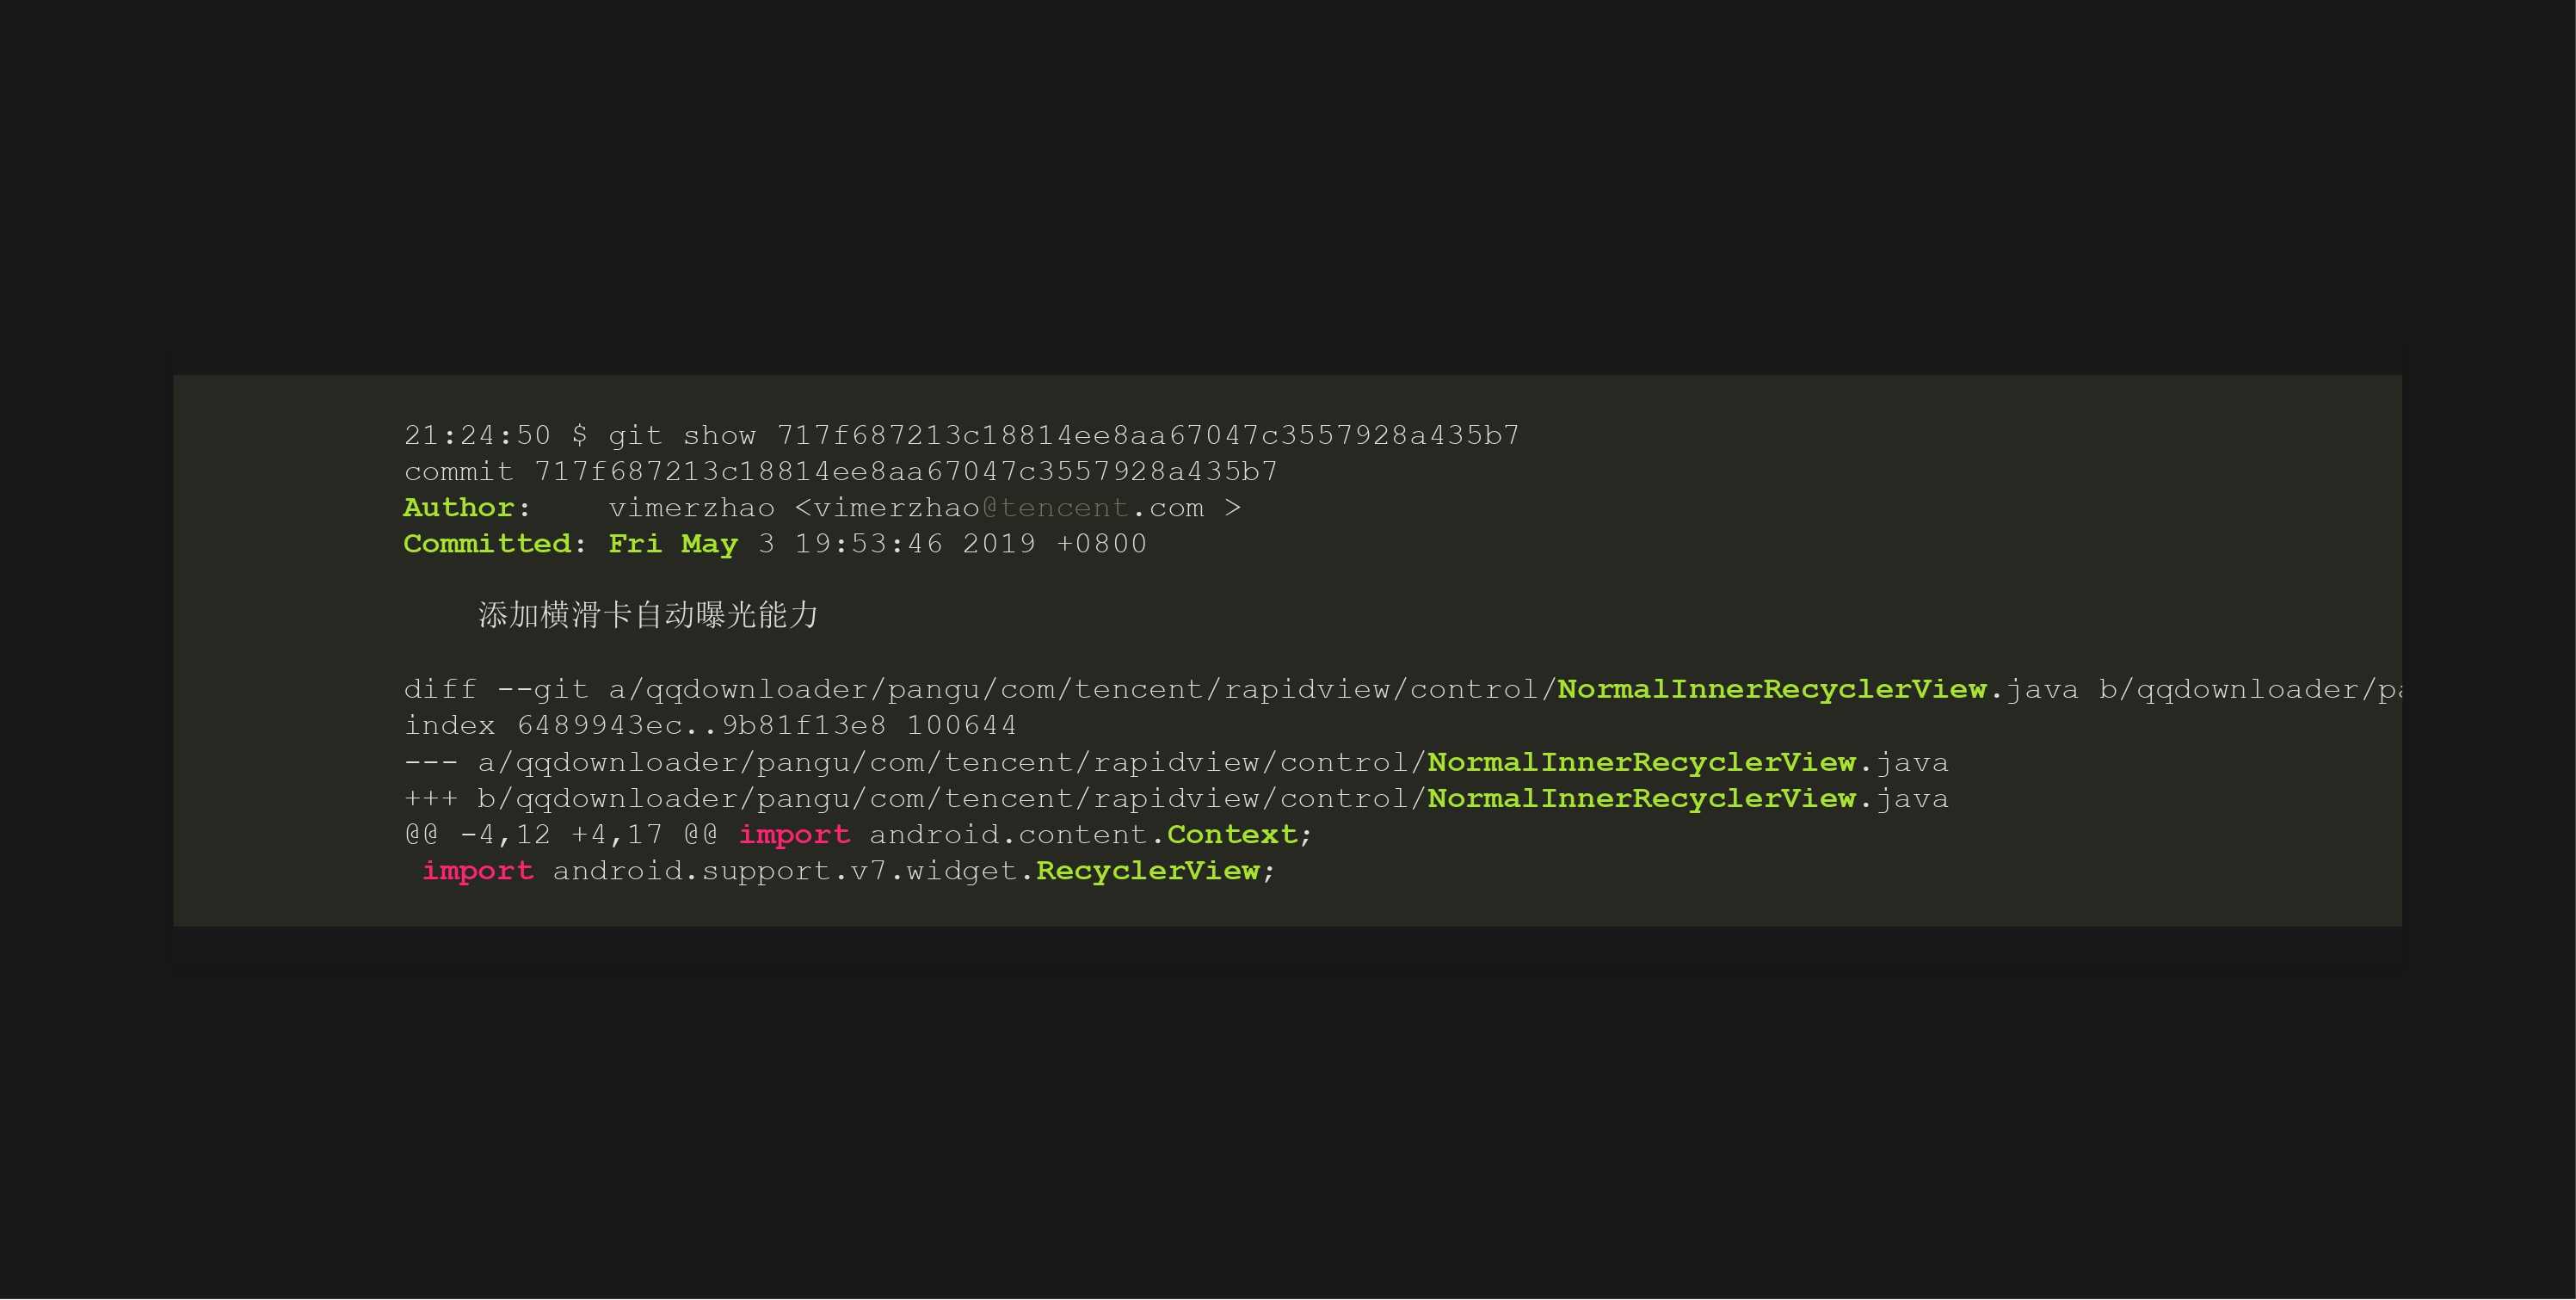 21:24:50 $ git show 717f687213c18814ee8aa67047c3557928a435b7
commit 717f687213c18814ee8aa67047c3557928a435b7
Author:    vimerzhao <vimerzhao@tencent.com >
Committed: Fri May 3 19:53:46 2019 +0800
添加横滑卡自动曝光能力
diff --git a/qqdownloader/pangu/com/tencent/rapidview/control/NormalInnerRecyclerView.java b/qqdownloader/pa
index 6489943ec..9b81f13e8 100644
--- a/qqdownloader/pangu/com/tencent/rapidview/control/NormalInnerRecyclerView.java
+++ b/qqdownloader/pangu/com/tencent/rapidview/control/NormalInnerRecyclerView.java
@@ -4,12 +4,17 @@ import android.content.Context;
import android.support.v7.widget.RecyclerView;